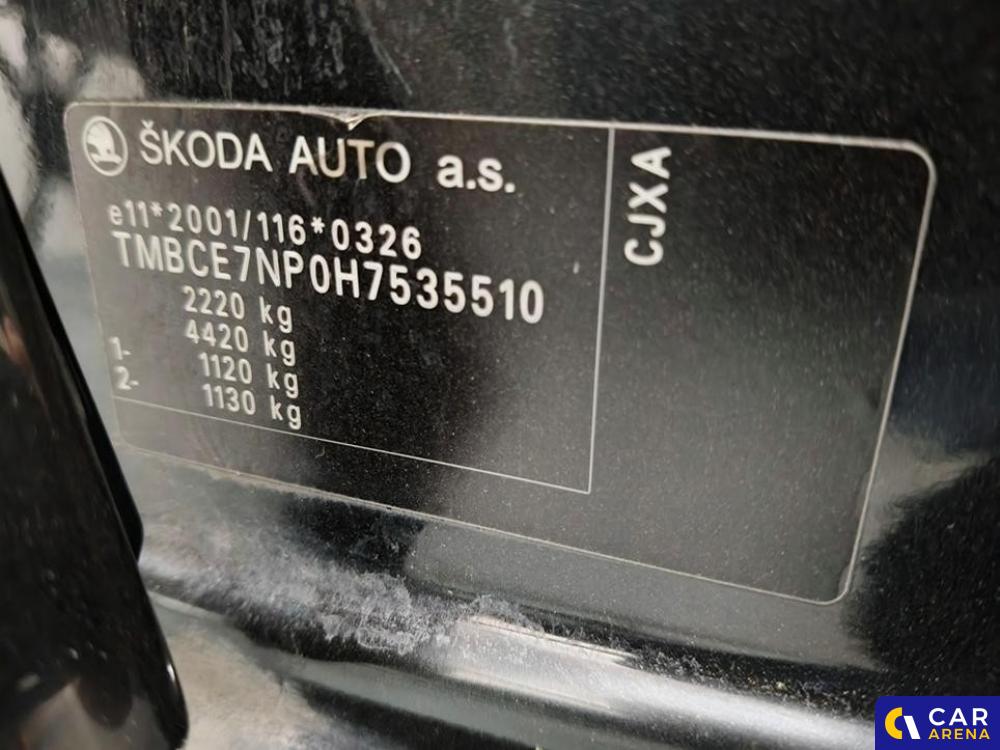 ŠKODA AUTO a.s.
e11*2001/116*0326
TMBCE7NP0H7535510
2220 kg
4420 kg
1- 1120 kg
2- 1130 kg
CJXA
CAR
ARENA